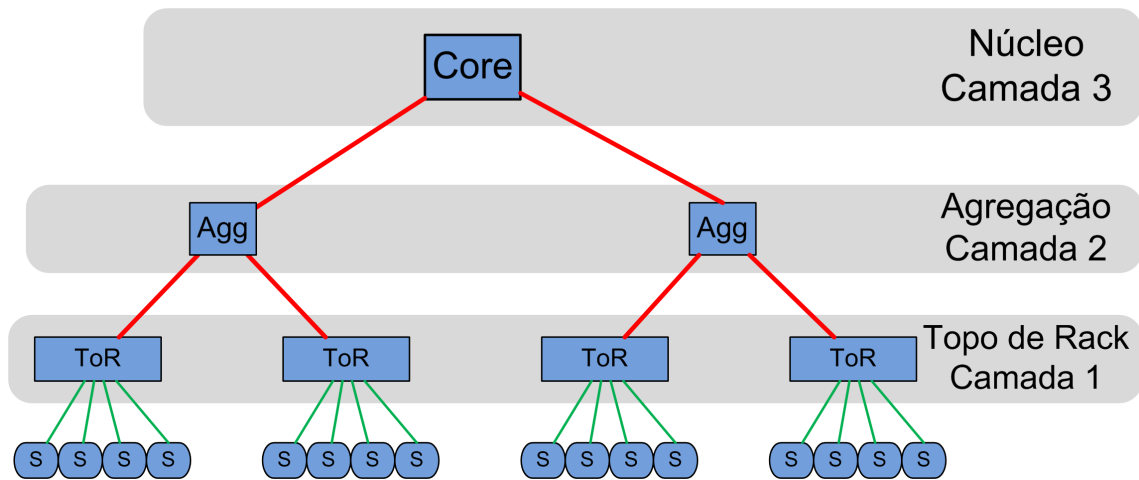 Core
Núcleo
Camada 3
Agg
Agg
Agregação
Camada 2
ToR
ToR
ToR
ToR
Topo de Rack
Camada 1
S S S S S S S S S S S S S S S S